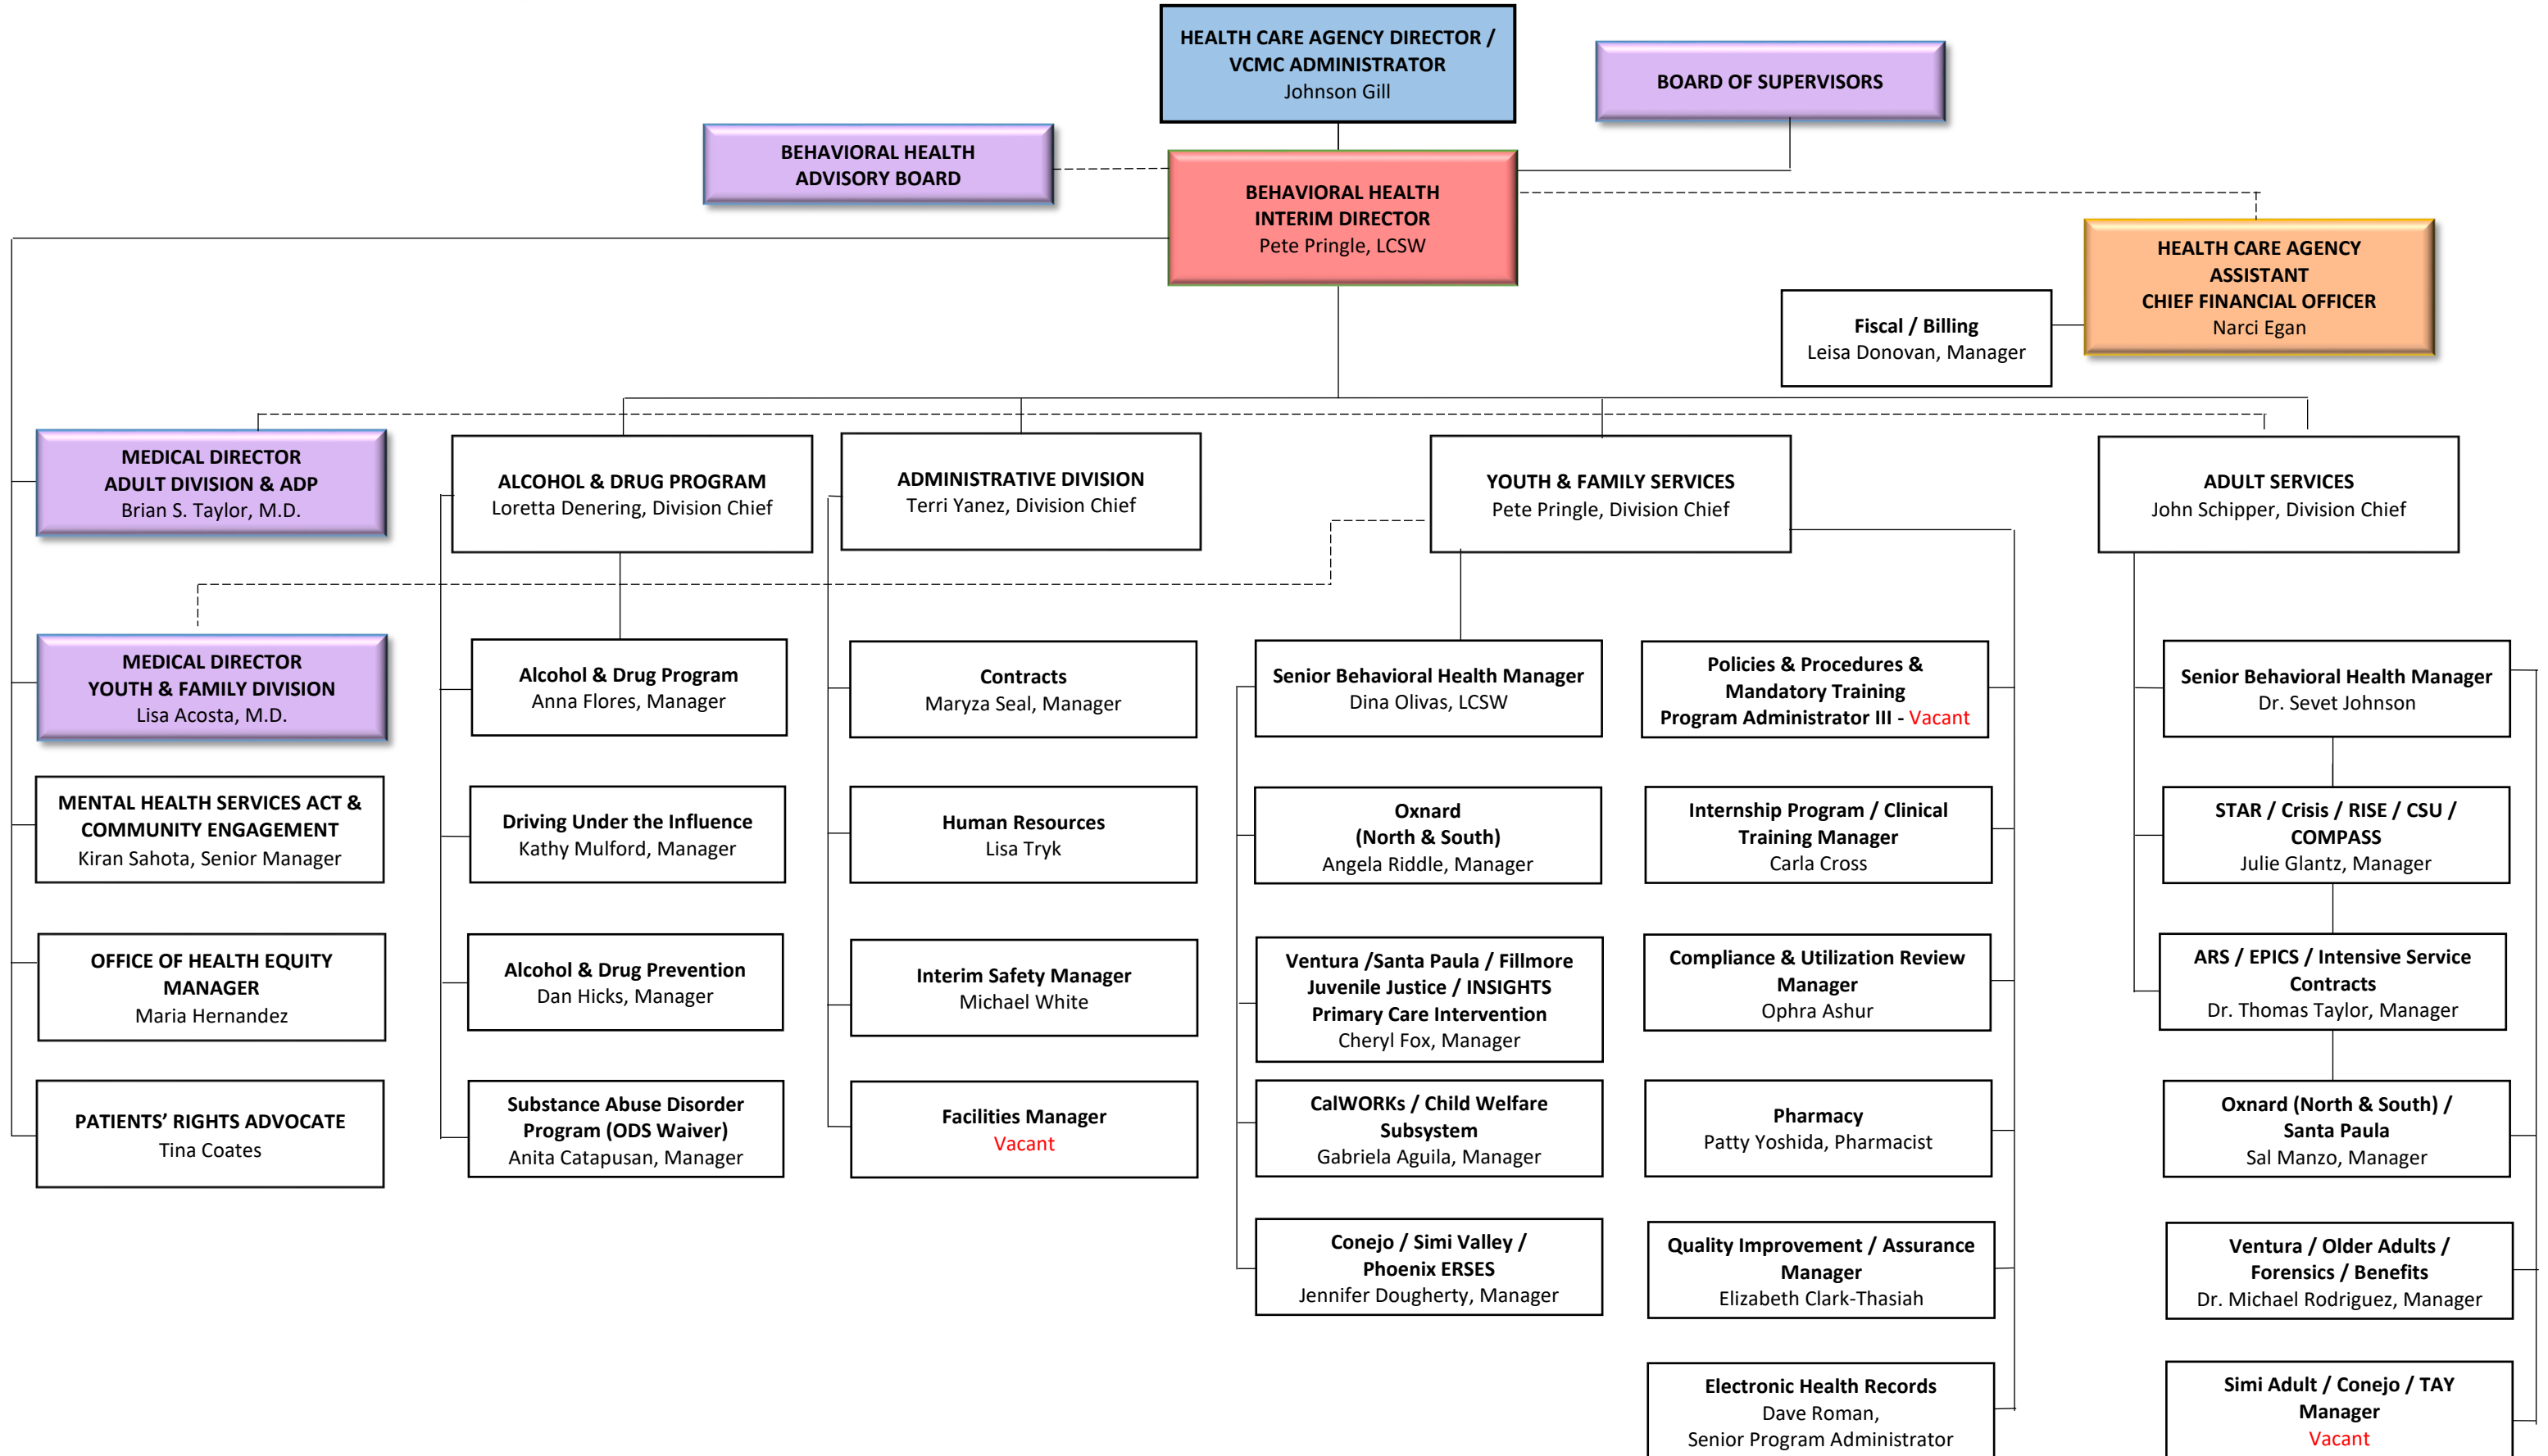 HEALTH CARE AGENCY DIRECTOR /
VCMC ADMINISTRATOR
Johnson Gill
BOARD OF SUPERVISORS
BEHAVIORAL HEALTH
ADVISORY BOARD
BEHAVIORAL HEALTH
INTERIM DIRECTOR
Pete Pringle, LCSW
HEALTH CARE AGENCY
ASSISTANT
CHIEF FINANCIAL OFFICER
Narci Egan
Fiscal / Billing
Leisa Donovan, Manager
MEDICAL DIRECTOR
ADULT DIVISION & ADP
Brian S. Taylor, M.D.
ALCOHOL & DRUG PROGRAM
Loretta Denering, Division Chief
ADMINISTRATIVE DIVISION
Terri Yanez, Division Chief
YOUTH & FAMILY SERVICES
Pete Pringle, Division Chief
ADULT SERVICES
John Schipper, Division Chief
MEDICAL DIRECTOR
YOUTH & FAMILY DIVISION
Lisa Acosta, M.D.
MENTAL HEALTH SERVICES ACT &
COMMUNITY ENGAGEMENT
Kiran Sahota, Senior Manager
OFFICE OF HEALTH EQUITY
MANAGER
Maria Hernandez
PATIENTS’ RIGHTS ADVOCATE
Tina Coates
Alcohol & Drug Program
Anna Flores, Manager
Driving Under the Influence
Kathy Mulford, Manager
Alcohol & Drug Prevention
Dan Hicks, Manager
Substance Abuse Disorder
Program (ODS Waiver)
Anita Catapusan, Manager
Contracts
Maryza Seal, Manager
Human Resources
Lisa Tryk
Interim Safety Manager
Michael White
Facilities Manager
Vacant
Senior Behavioral Health Manager
Dina Olivas, LCSW
Oxnard
(North & South)
Angela Riddle, Manager
Ventura /Santa Paula / Fillmore
Juvenile Justice / INSIGHTS
Primary Care Intervention
Cheryl Fox, Manager
CalWORKs / Child Welfare
Subsystem
Gabriela Aguila, Manager
Conejo / Simi Valley /
Phoenix ERSES
Jennifer Dougherty, Manager
Policies & Procedures &
Mandatory Training
Program Administrator III - Vacant
Internship Program / Clinical
Training Manager
Carla Cross
Compliance & Utilization Review
Manager
Ophra Ashur
Pharmacy
Patty Yoshida, Pharmacist
Quality Improvement / Assurance
Manager
Elizabeth Clark-Thasiah
Electronic Health Records
Dave Roman,
Senior Program Administrator
Senior Behavioral Health Manager
Dr. Sevet Johnson
STAR / Crisis / RISE / CSU /
COMPASS
Julie Glantz, Manager
ARS / EPICS / Intensive Service
Contracts
Dr. Thomas Taylor, Manager
Oxnard (North & South) /
Santa Paula
Sal Manzo, Manager
Ventura / Older Adults /
Forensics / Benefits
Dr. Michael Rodriguez, Manager
Simi Adult / Conejo / TAY
Manager
Vacant